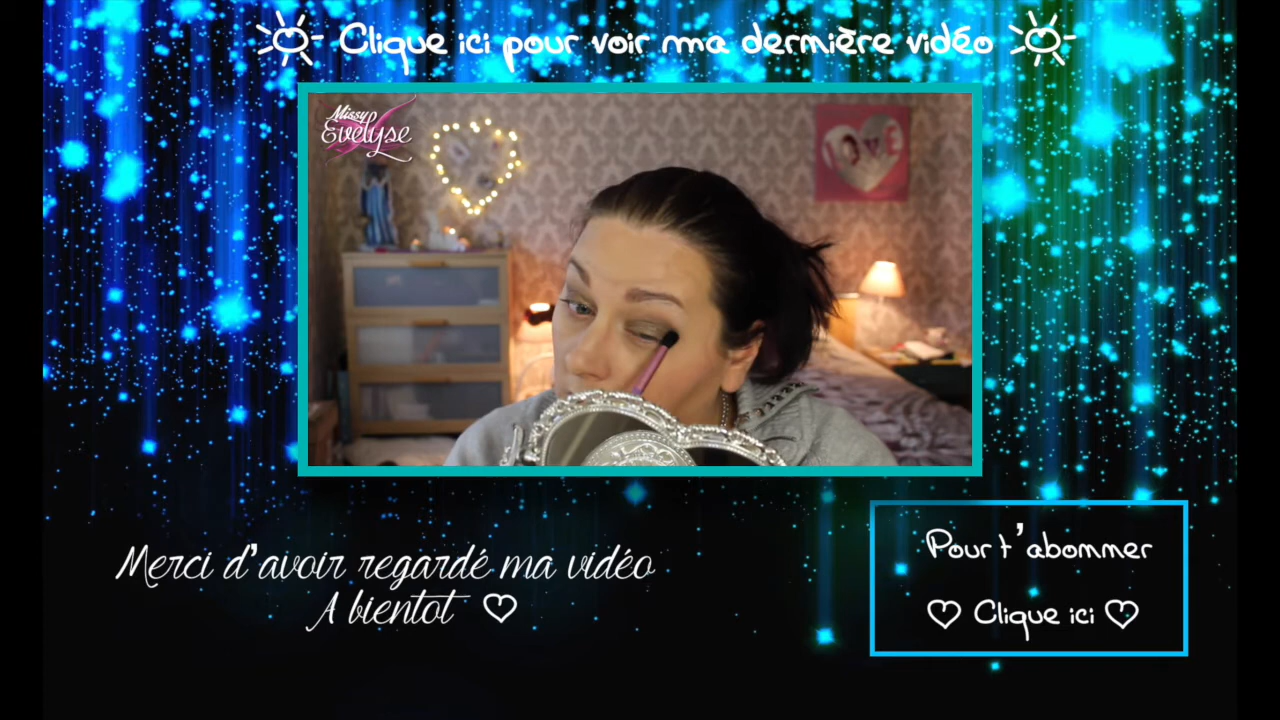 Clique ici pour voir ma dernière vidéo
Missy
Evelyse
LOVE
Merci d'avoir regardé ma vidéo
A bientot
Pour t'abonner
Clique ici